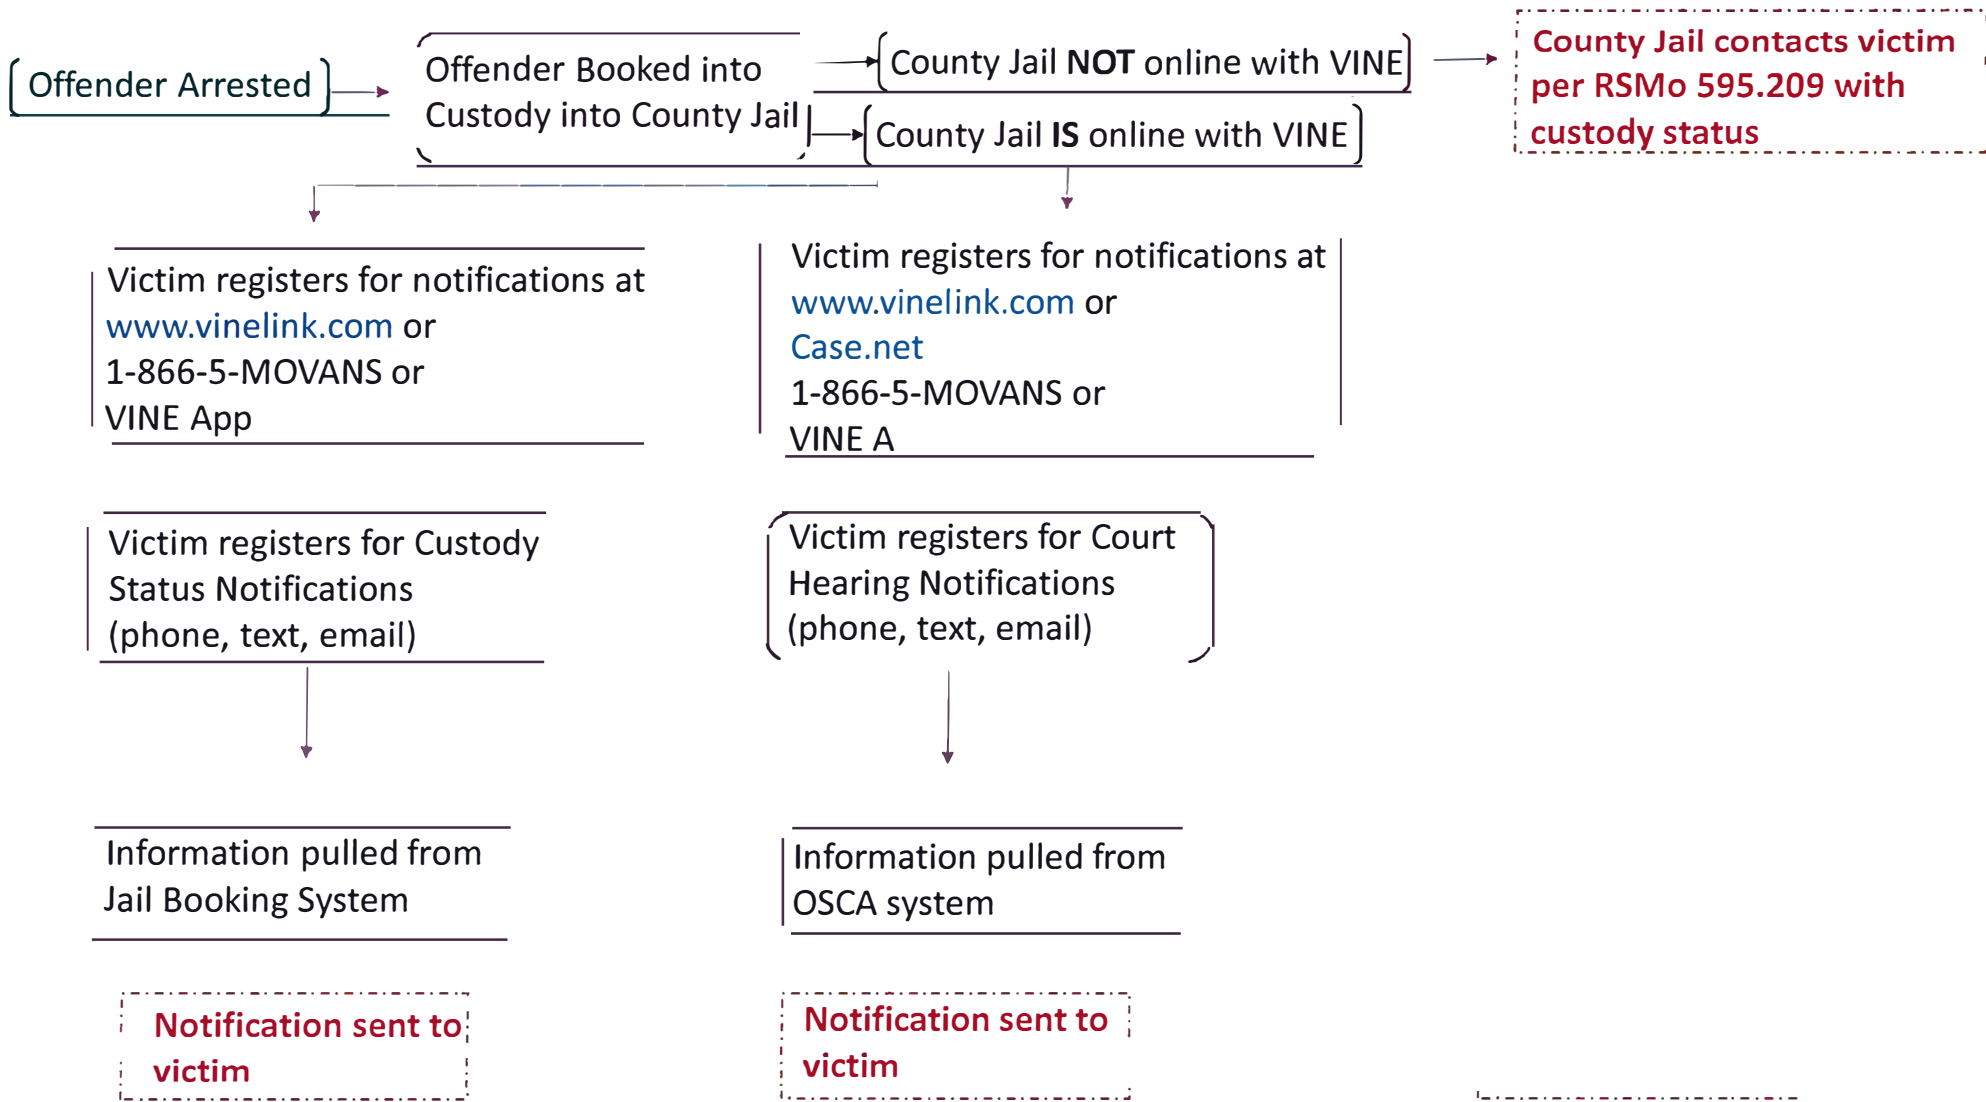 Offender Arrested
Offender Booked into
Custody into County Jail
County Jail NOT online with VINE
County Jail IS online with VINE
County Jail contacts victim
per RSMo 595.209 with
custody status
Victim registers for notifications at
www.vinelink.com or
1-866-5-MOVANS or
VINE App
Victim registers for notifications at
www.vinelink.com or
Case.net
1-866-5-MOVANS or
VINE A
Victim registers for Custody
Status Notifications
(phone, text, email)
Victim registers for Court
Hearing Notifications
(phone, text, email)
Information pulled from
Jail Booking System
Information pulled from
OSCA system
Notification sent to
victim
Notification sent to
victim